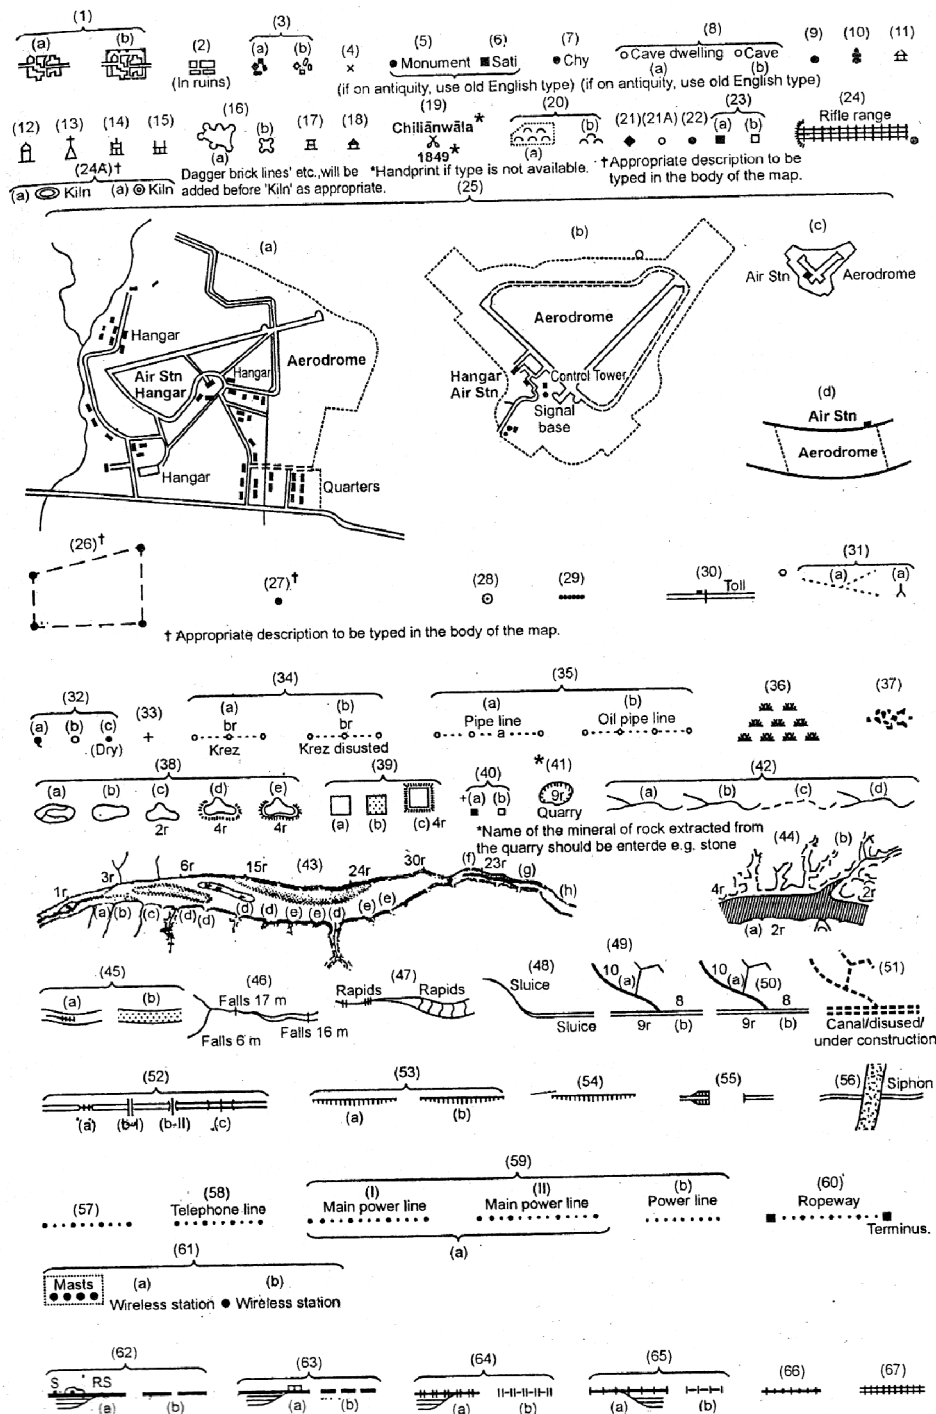 (1) (3) (8)
(a) (b) (2) (a) (b) (4) (5) (6) (7) Cave dwelling Cave (9) (10) (11)
(In ruins) Monument Sati Chy (a) (b)
(if on antiquity, use old English type) (if on antiquity, use old English type)
(12) (13) (14) (15) (16) (17) (18) (19) (20) (21) (21A) (22) (23) (24)
(a) (b) Chiliānwāla* (a) (b) (a) (b) Rifle range
1849*
(24A)†
(a) Kiln (a) Kiln
Dagger brick lines' etc.,will be
added before 'Kiln' as appropriate.
*Handprint if type is not available.
†Appropriate description to be
typed in the body of the map.
(25)
(a) (b) (c)
Air Stn Aerodrome
Hangar
Aerodrome
Aerodrome
Air Stn
Hangar
Hangar
Hangar
Air Stn
Control Tower
Signal
base
(d)
Air Stn
Aerodrome
Hangar
Quarters
(26)† (27)† (28) (29) (30) Toll (31)
(a) (a)
† Appropriate description to be typed in the body of the map.
(32) (33) (34) (35) (36) (37)
(a) (b) (c) (a) (b) (a) (b)
(Dry) br br Pipe line Oil pipe line
a
Krez Krez disusted
(38) (39) (40) *(41) (42)
(a) (b) (c) (d) (e) +(a) (b) 9r (a) (b) (c) (d)
2r 4r 4r (a) (b) (c) 4r Quarry
*Name of the mineral of rock extracted from
the quarry should be enterde e.g. stone
1r 3r 6r 15r (43) 24r 30r (f) 23r (g) (h)
(a) (b) (c) (d) (d) (d) (d) (e) (e) (d) (e) (e)
(44) (b)
4r 2r
(a) 2r
(45) (46) (47) (48) (49) (51)
(a) (b) Falls 17 m Rapids Rapids Sluice 10 (a) 10 (a) (50)
Falls 6 m Falls 16 m Sluice 8 8
9r (b) 9r (b) Canal/disused/
under construction
(52) (53) (54) (55) (56) Siphon
(a) (b-I) (b-II) (c) (a) (b)
(59)
(57) (58) (I) (II) (b) (60)
Telephone line Main power line Main power line Power line Ropeway
Terminus.
(a)
(61)
Masts (a) (b)
Wireless station Wireless station
(62) (63) (64) (65) (66) (67)
S RS
(a) (b) (a) (b) (a) (b) (a) (b)